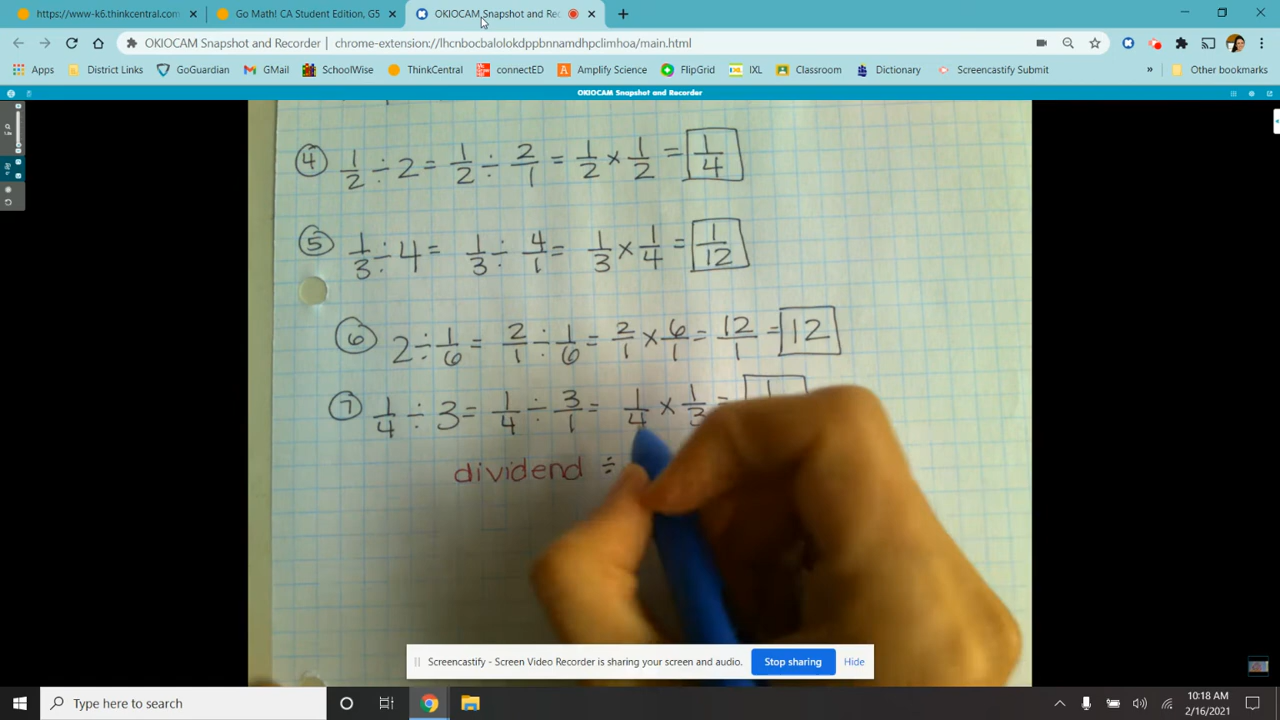 https://www-k6.thinkcentral.com
Go Math! CA Student Edition, G5
OKIOCAM Snapshot and Rec
OKIOCAM Snapshot and Recorder | chrome-extension://lhcnbocbalolokdppbnnamdhpclimhoa/main.html
Apps District Links GoGuardian GMail SchoolWise ThinkCentral connectED Amplify Science FlipGrid IXL Classroom Dictionary Screencastify Submit » Other bookmarks
OKIOCAM Snapshot and Recorder
④ 1/2 ÷ 2 = 1/2 ÷ 2/1 = 1/2 × 1/2 = 1/4
⑤ 1/3 ÷ 4 = 1/3 ÷ 4/1 = 1/3 × 1/4 = 1/12
⑥ 2 ÷ 1/6 = 2/1 ÷ 1/6 = 2/1 × 6/1 = 12/1 = 12
⑦ 1/4 ÷ 3 = 1/4 ÷ 3/1 = 1/4 × 1/3 =
dividend ÷
Screencastify - Screen Video Recorder is sharing your screen and audio. Stop sharing Hide
Type here to search
10:18 AM
2/16/2021